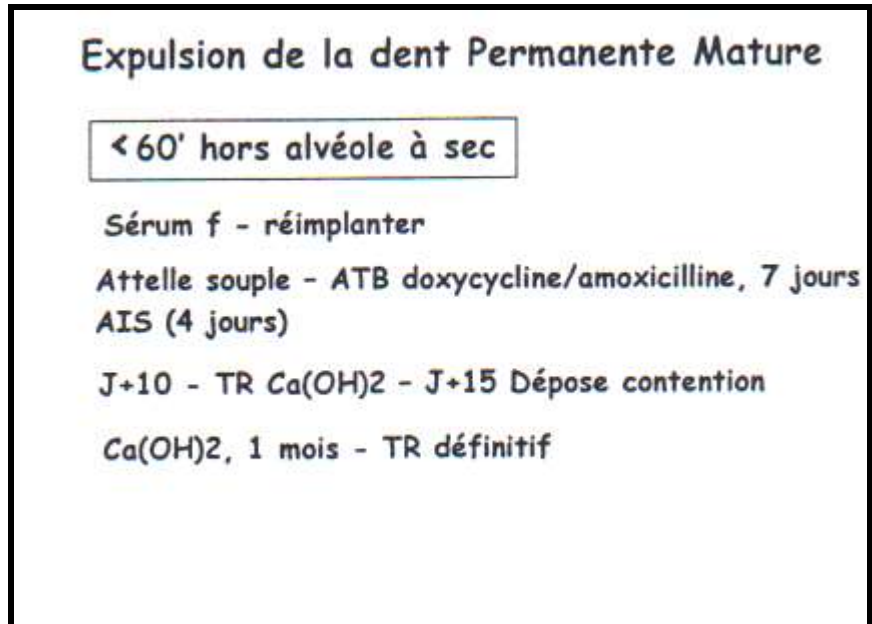 Expulsion de la dent Permanente Mature
<60' hors alvéole à sec
Sérum f - réimplanter
Attelle souple - ATB doxycycline/amoxicilline, 7 jours
AIS (4 jours)
J+10 - TR Ca(OH)2 - J+15 Dépose contention
Ca(OH)2, 1 mois - TR définitif